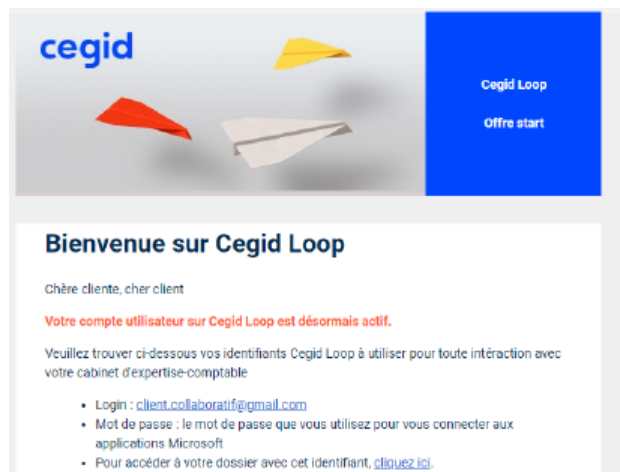 cegid
Cegid Loop
Offre start
Bienvenue sur Cegid Loop
Chère cliente, cher client
Votre compte utilisateur sur Cegid Loop est désormais actif.
Veuillez trouver ci-dessous vos identifiants Cegid Loop à utiliser pour toute intéraction avec
votre cabinet d'expertise-comptable
• Login : client.collaboratif@gmail.com
• Mot de passe : le mot de passe que vous utilisez pour vous connecter aux
applications Microsoft
• Pour accéder à votre dossier avec cet identifiant, cliquez ici.